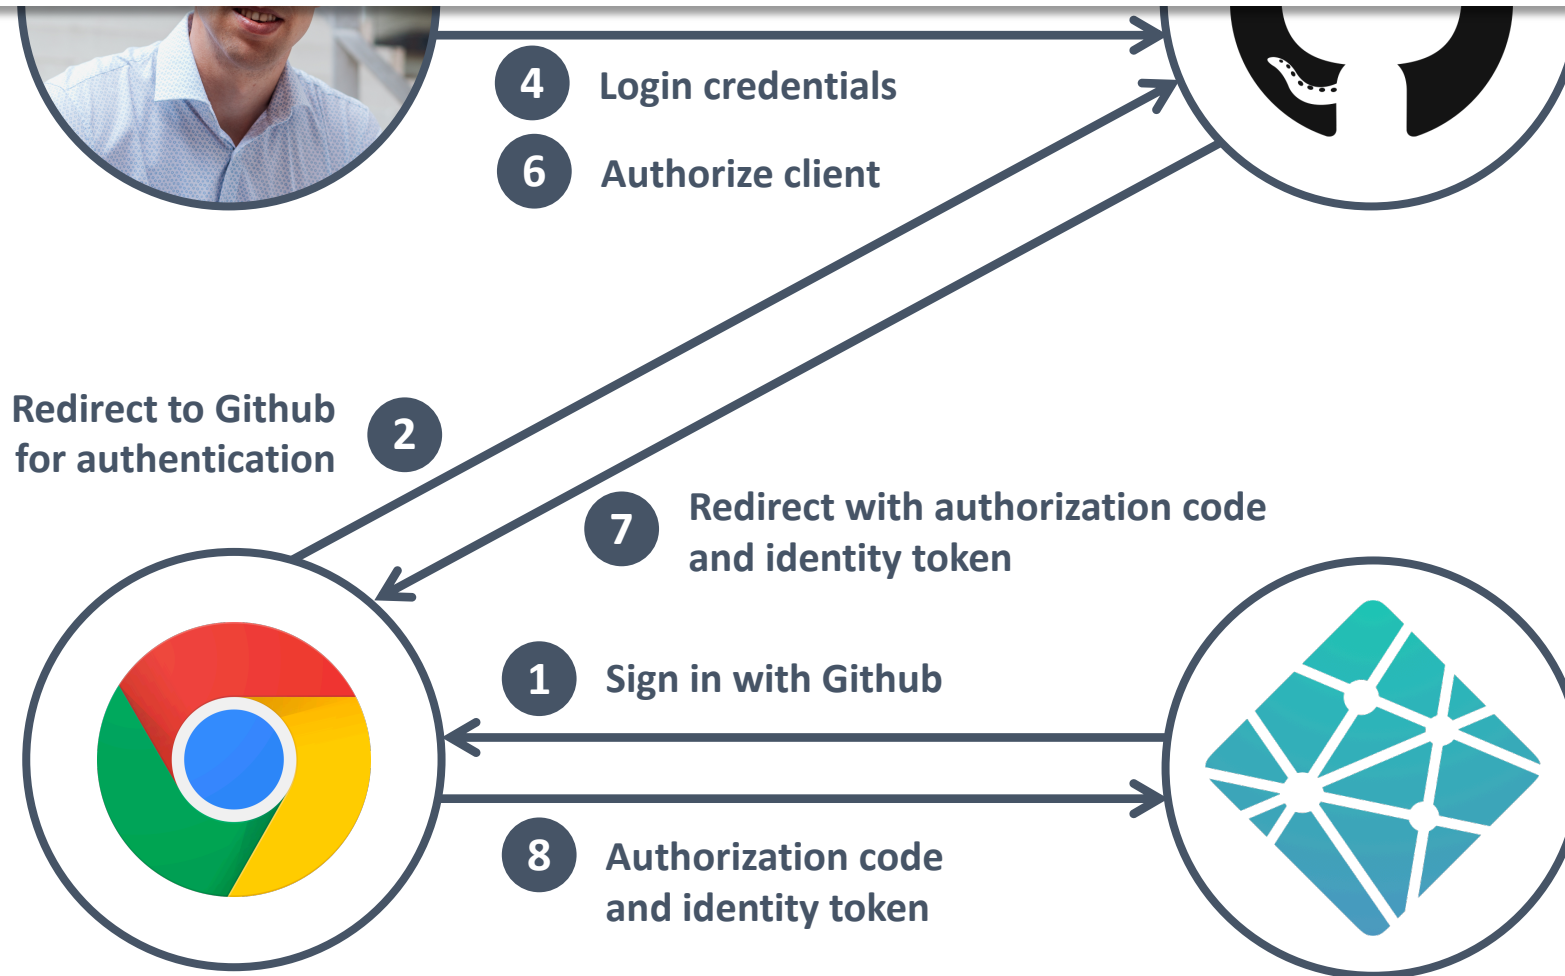 4 Login credentials
6 Authorize client
Redirect to Github
for authentication
2
7
Redirect with authorization code
and identity token
1 Sign in with Github
8
Authorization code
and identity token